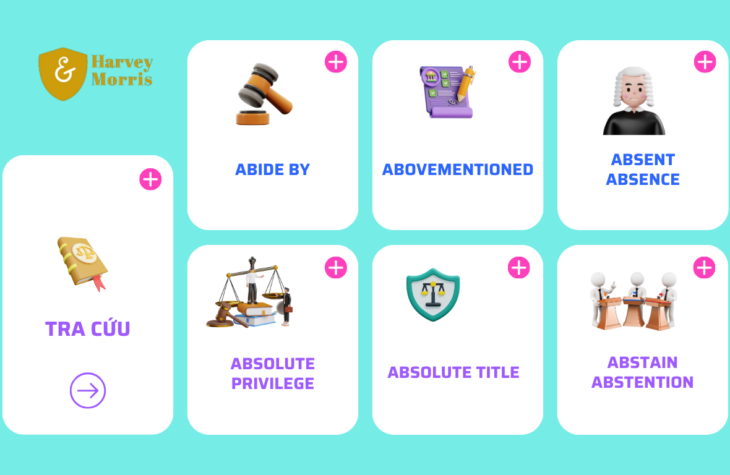 &
Harvey
Morris
TRA CỨU
ABIDE BY
ABOVEMENTIONED
ABSENT
ABSENCE
ABSOLUTE
PRIVILEGE
ABSOLUTE TITLE
ABSTAIN
ABSTENTION